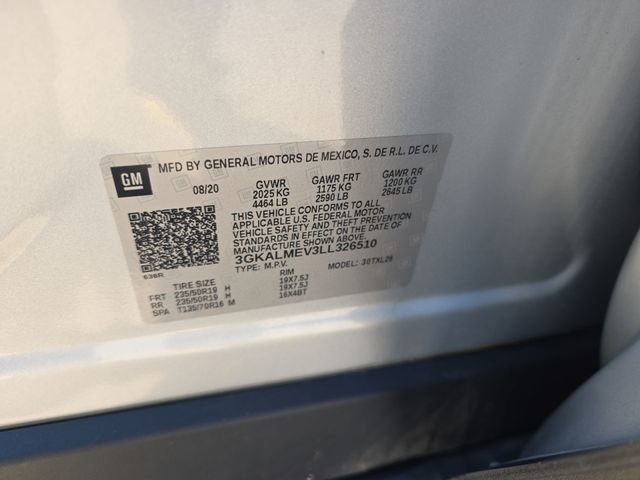 GM
MFD BY GENERAL MOTORS DE MEXICO, S. DE R.L. DE C.V.
08/20 GVWR GAWR FRT GAWR RR
2025 KG 1175 KG 1200 KG
4464 LB 2590 LB 2645 LB
THIS VEHICLE CONFORMS TO ALL
APPLICABLE U.S. FEDERAL MOTOR
VEHICLE SAFETY AND THEFT PREVENTION
STANDARDS IN EFFECT ON THE DATE OF
MANUFACTURE SHOWN ABOVE.
3GKALMEV3LL326510
TYPE: M.P.V. MODEL: 3GTXL26
638R
TIRE SIZE RIM
FRT 235/50R19 H 19X7.5J
RR 235/50R19 H 19X7.5J
SPA T135/70R16 M 16X4BT